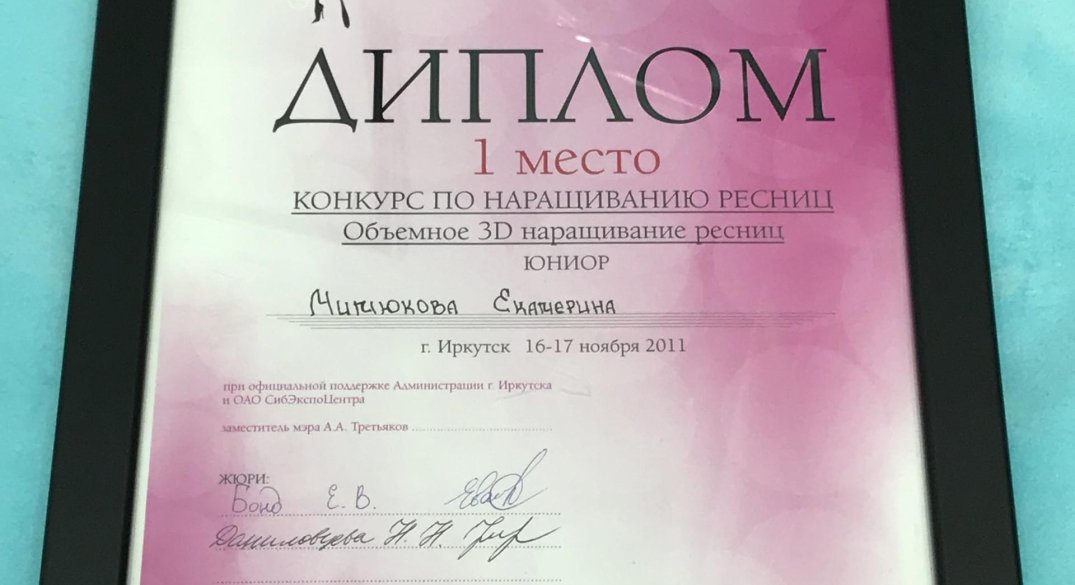 ДИПЛОМ
1 место
КОНКУРС ПО НАРАЩИВАНИЮ РЕСНИЦ
Объемное 3D наращивание ресниц
ЮНИОР
Митюкова Екатерина
г. Иркутск 16-17 ноября 2011
при официальной поддержке Администрации г. Иркутска
и ОАО СибЭкспоЦентра
заместитель мэра А.А. Третьяков
ЖЮРИ:
Бонд Е. В.
Н. Н.